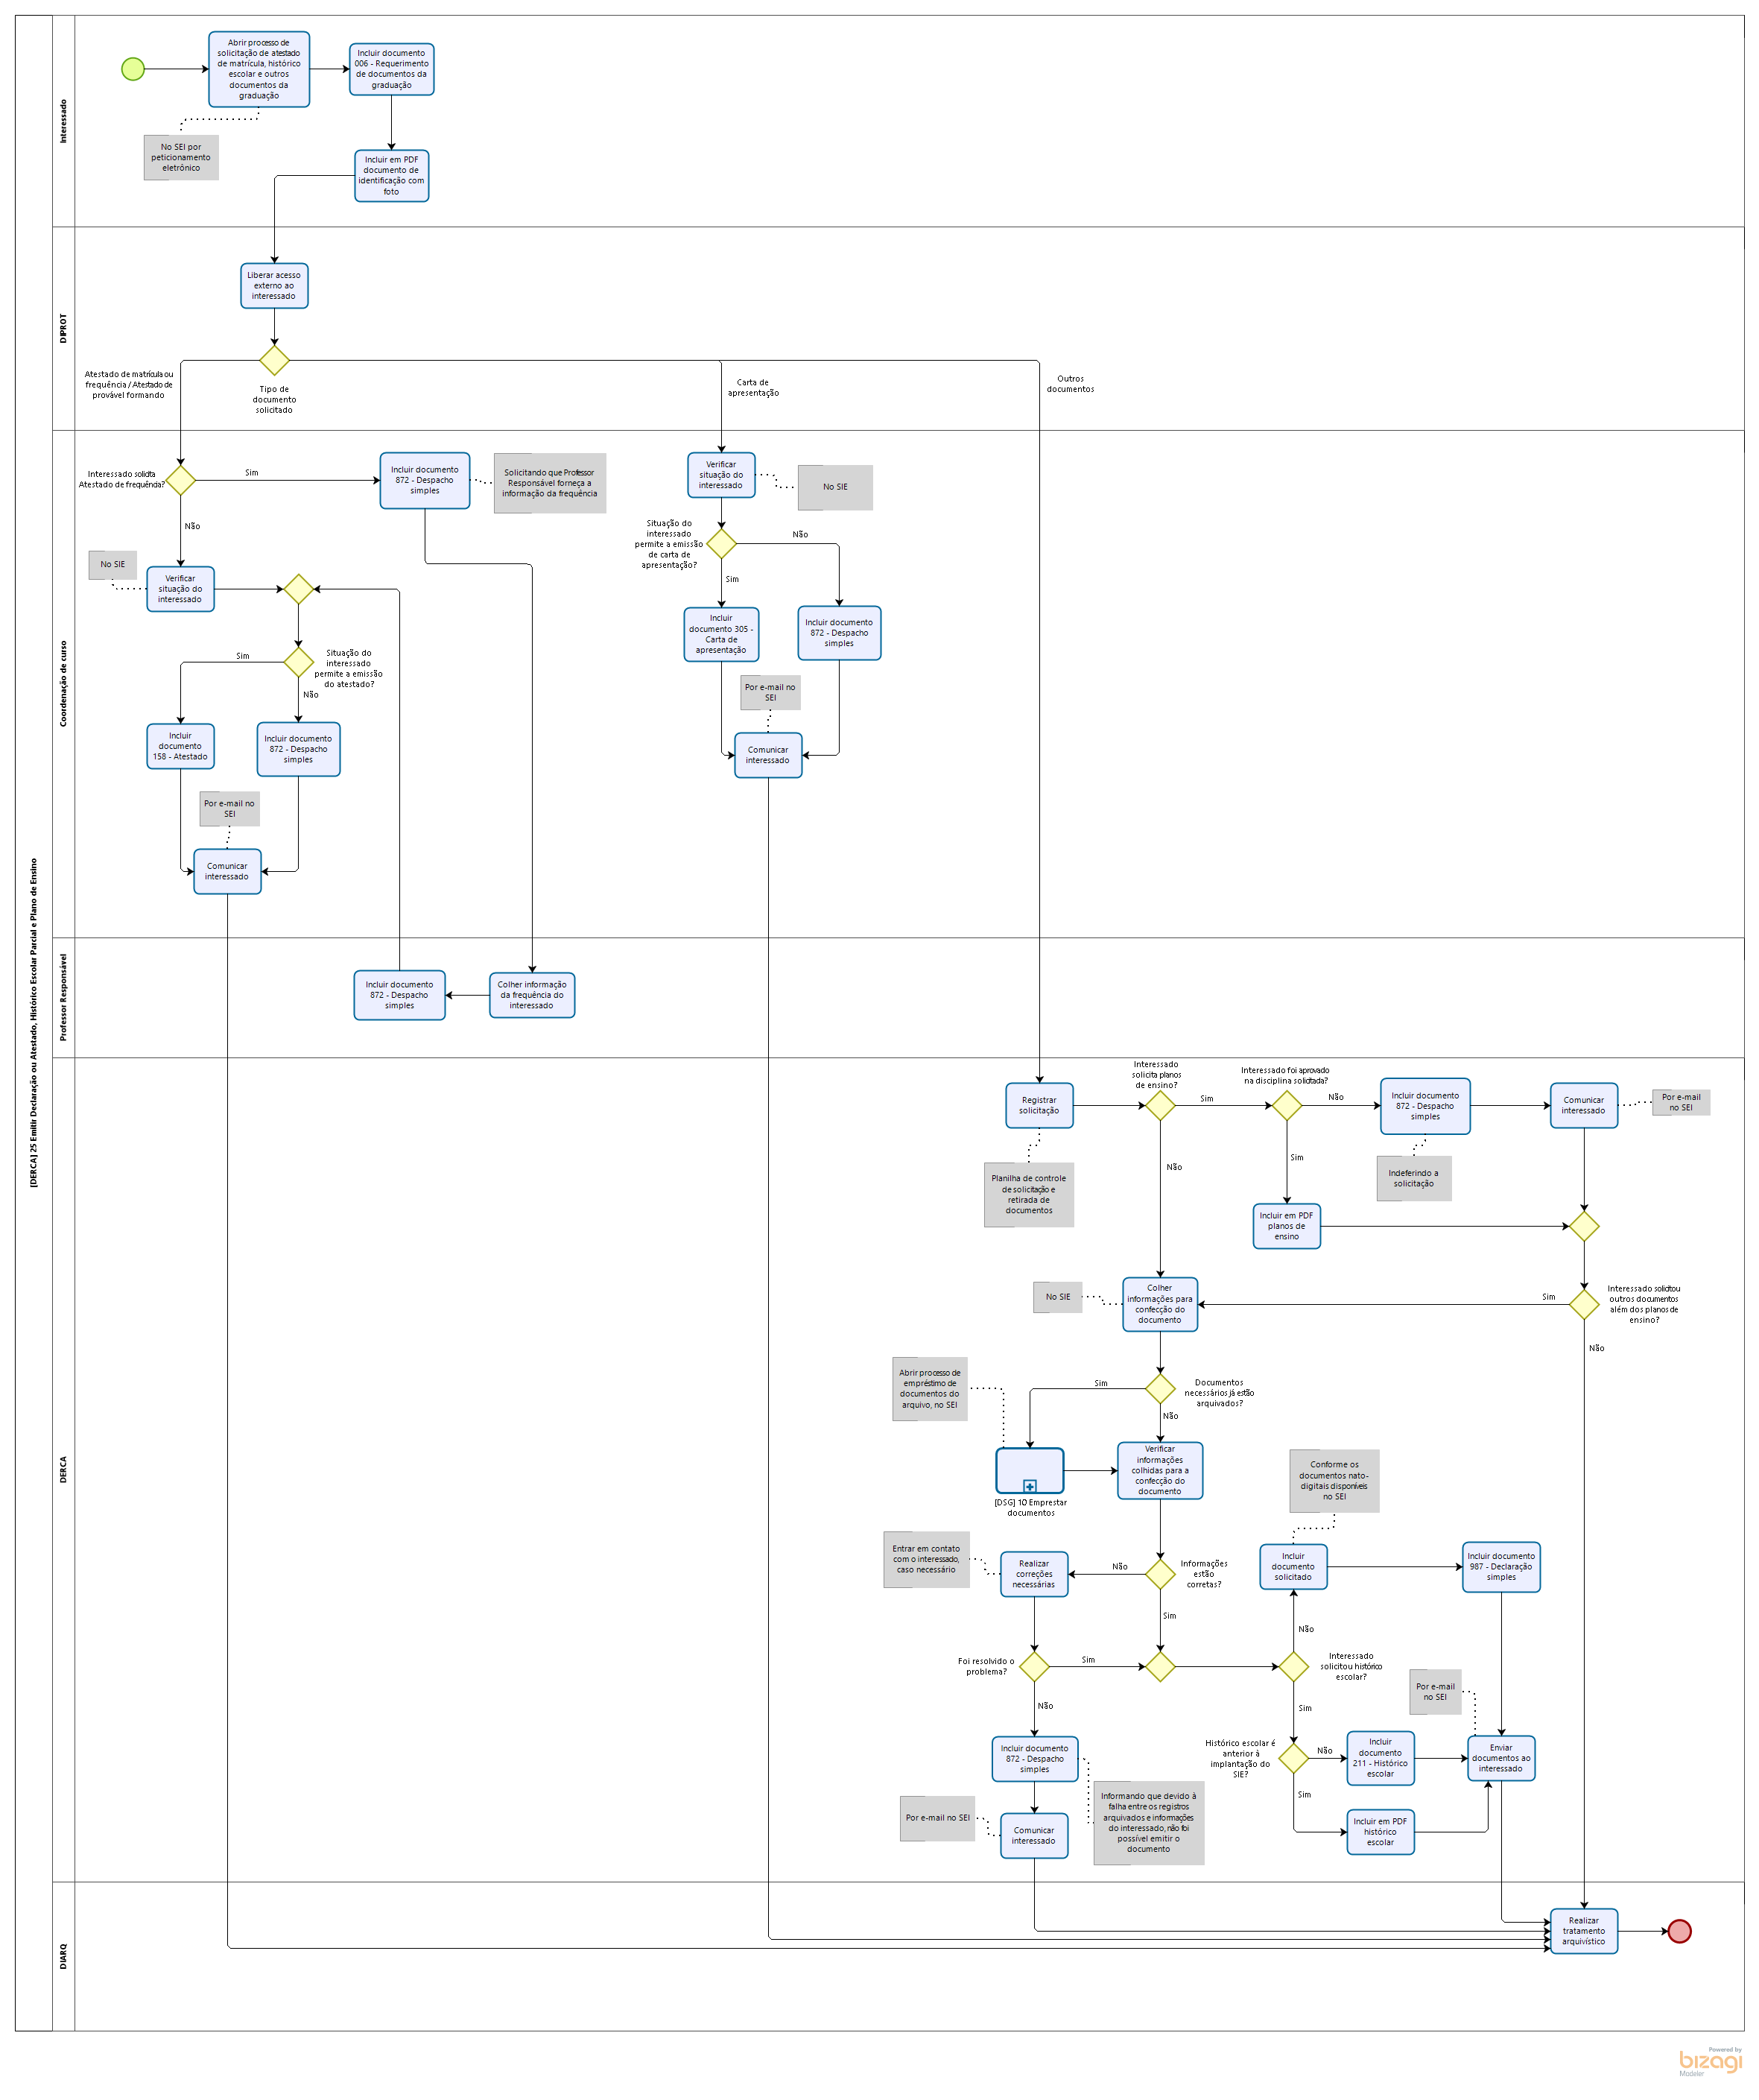 [DERCA] 25 Emitir Declaração ou Atestado, Histórico Escolar Parcial e Plano de Ensino
Interessado
Abrir processo de
solicitação de atestado
de matrícula, histórico
escolar e outros
documentos da
graduação
Incluir documento
006 - Requerimento
de documentos da
graduação
No SEI por
peticionamento
eletrônico
Incluir em PDF
documento de
identificação com
foto
DIPROT
Liberar acesso
externo ao
interessado
Tipo de
documento
solicitado
Atestado de matrícula ou
frequência / Atestado de
provável formando
Carta de
apresentação
Outros
documentos
Coordenação de curso
Interessado solicita
Atestado de frequência?
Sim
Incluir documento
872 - Despacho
simples
Solicitando que Professor
Responsável forneça a
informação da frequência
Não
No SIE
Verificar
situação do
interessado
Situação do
interessado
permite a emissão
do atestado?
Sim
Não
Incluir
documento
158 - Atestado
Incluir documento
872 - Despacho
simples
Por e-mail no
SEI
Comunicar
interessado
Verificar
situação do
interessado
No SIE
Situação do
interessado
permite a emissão
de carta de
apresentação?
Não
Sim
Incluir
documento 305 -
Carta de
apresentação
Incluir documento
872 - Despacho
simples
Por e-mail no
SEI
Comunicar
interessado
Professor Responsável
Incluir documento
872 - Despacho
simples
Colher informação
da frequência do
interessado
DERCA
Registrar
solicitação
Planilha de controle
de solicitação e
retirada de
documentos
Interessado
solicita planos
de ensino?
Sim
Não
Interessado foi aprovado
na disciplina solicitada?
Não
Sim
Incluir documento
872 - Despacho
simples
Indeferindo a
solicitação
Comunicar
interessado
Por e-mail
no SEI
Incluir em PDF
planos de
ensino
Interessado solicitou
outros documentos
além dos planos de
ensino?
Sim
Não
No SIE
Colher
informações para
confecção do
documento
Abrir processo de
empréstimo de
documentos do
arquivo, no SEI
Documentos
necessários já estão
arquivados?
Sim
Não
[DSG] 10 Emprestar
documentos
Verificar
informações
colhidas para a
confecção do
documento
Conforme os
documentos nato-
digitais disponíveis
no SEI
Entrar em contato
com o interessado,
caso necessário
Realizar
correções
necessárias
Não
Informações
estão
corretas?
Sim
Incluir
documento
solicitado
Incluir documento
987 - Declaração
simples
Foi resolvido o
problema?
Sim
Não
Não
Interessado
solicitou histórico
escolar?
Sim
Por e-mail
no SEI
Incluir documento
872 - Despacho
simples
Histórico escolar é
anterior à
implantação do
SIE?
Não
Sim
Incluir
documento
211 - Histórico
escolar
Enviar
documentos ao
interessado
Informando que devido à
falha entre os registros
arquivados e informações
do interessado, não foi
possível emitir o
documento
Por e-mail no SEI
Comunicar
interessado
Incluir em PDF
histórico
escolar
DIARQ
Realizar
tratamento
arquivístico
Powered by
bizagi
Modeler